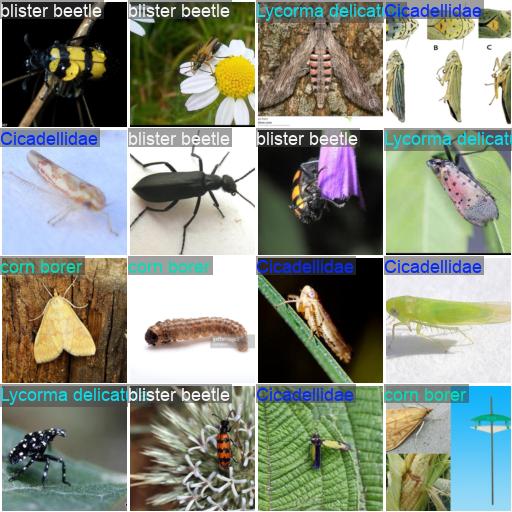 blister beetle
blister beetle
Lycorma delicat
Cicadellidae
B
C
Cicadellidae
blister beetle
blister beetle
Lycorma delicat
corn borer
corn borer
Cicadellidae
Cicadellidae
Lycorma delicat
blister beetle
Cicadellidae
corn borer